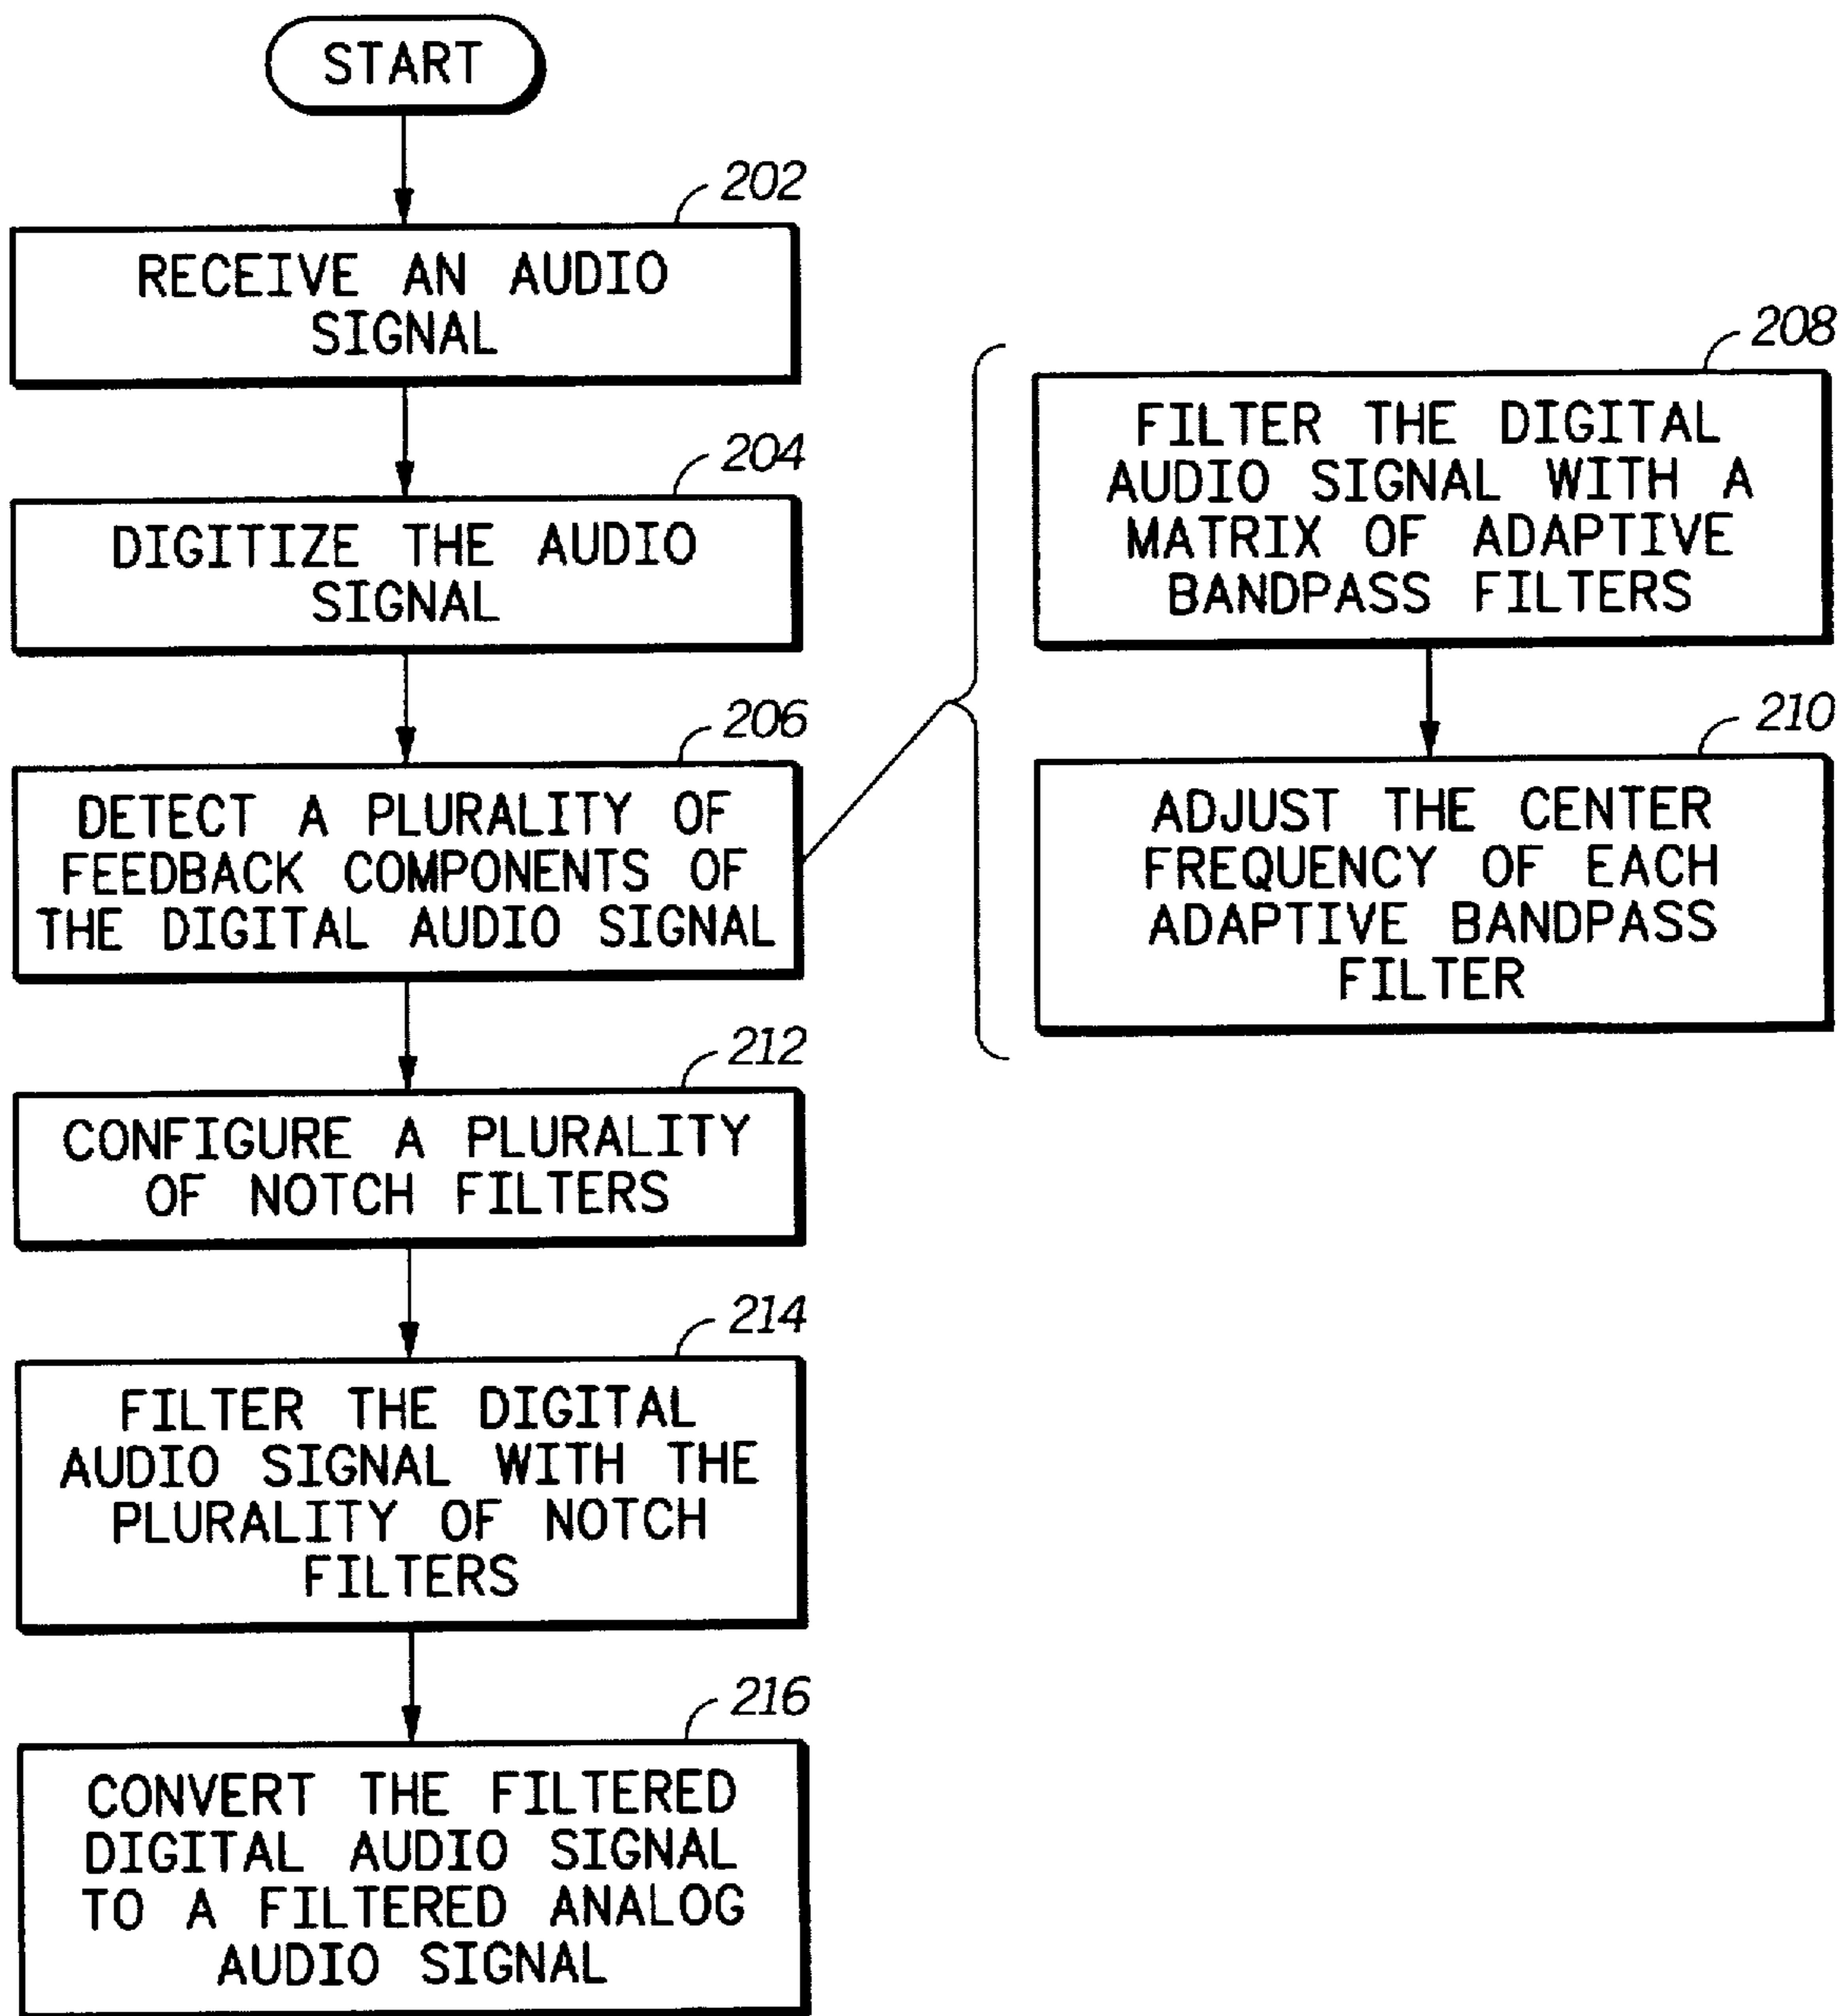 START
202
RECEIVE AN AUDIO
SIGNAL
204
DIGITIZE THE AUDIO
SIGNAL
206
DETECT A PLURALITY OF
FEEDBACK COMPONENTS OF
THE DIGITAL AUDIO SIGNAL
208
FILTER THE DIGITAL
AUDIO SIGNAL WITH A
MATRIX OF ADAPTIVE
BANDPASS FILTERS
210
ADJUST THE CENTER
FREQUENCY OF EACH
ADAPTIVE BANDPASS
FILTER
212
CONFIGURE A PLURALITY
OF NOTCH FILTERS
214
FILTER THE DIGITAL
AUDIO SIGNAL WITH THE
PLURALITY OF NOTCH
FILTERS
216
CONVERT THE FILTERED
DIGITAL AUDIO SIGNAL
TO A FILTERED ANALOG
AUDIO SIGNAL